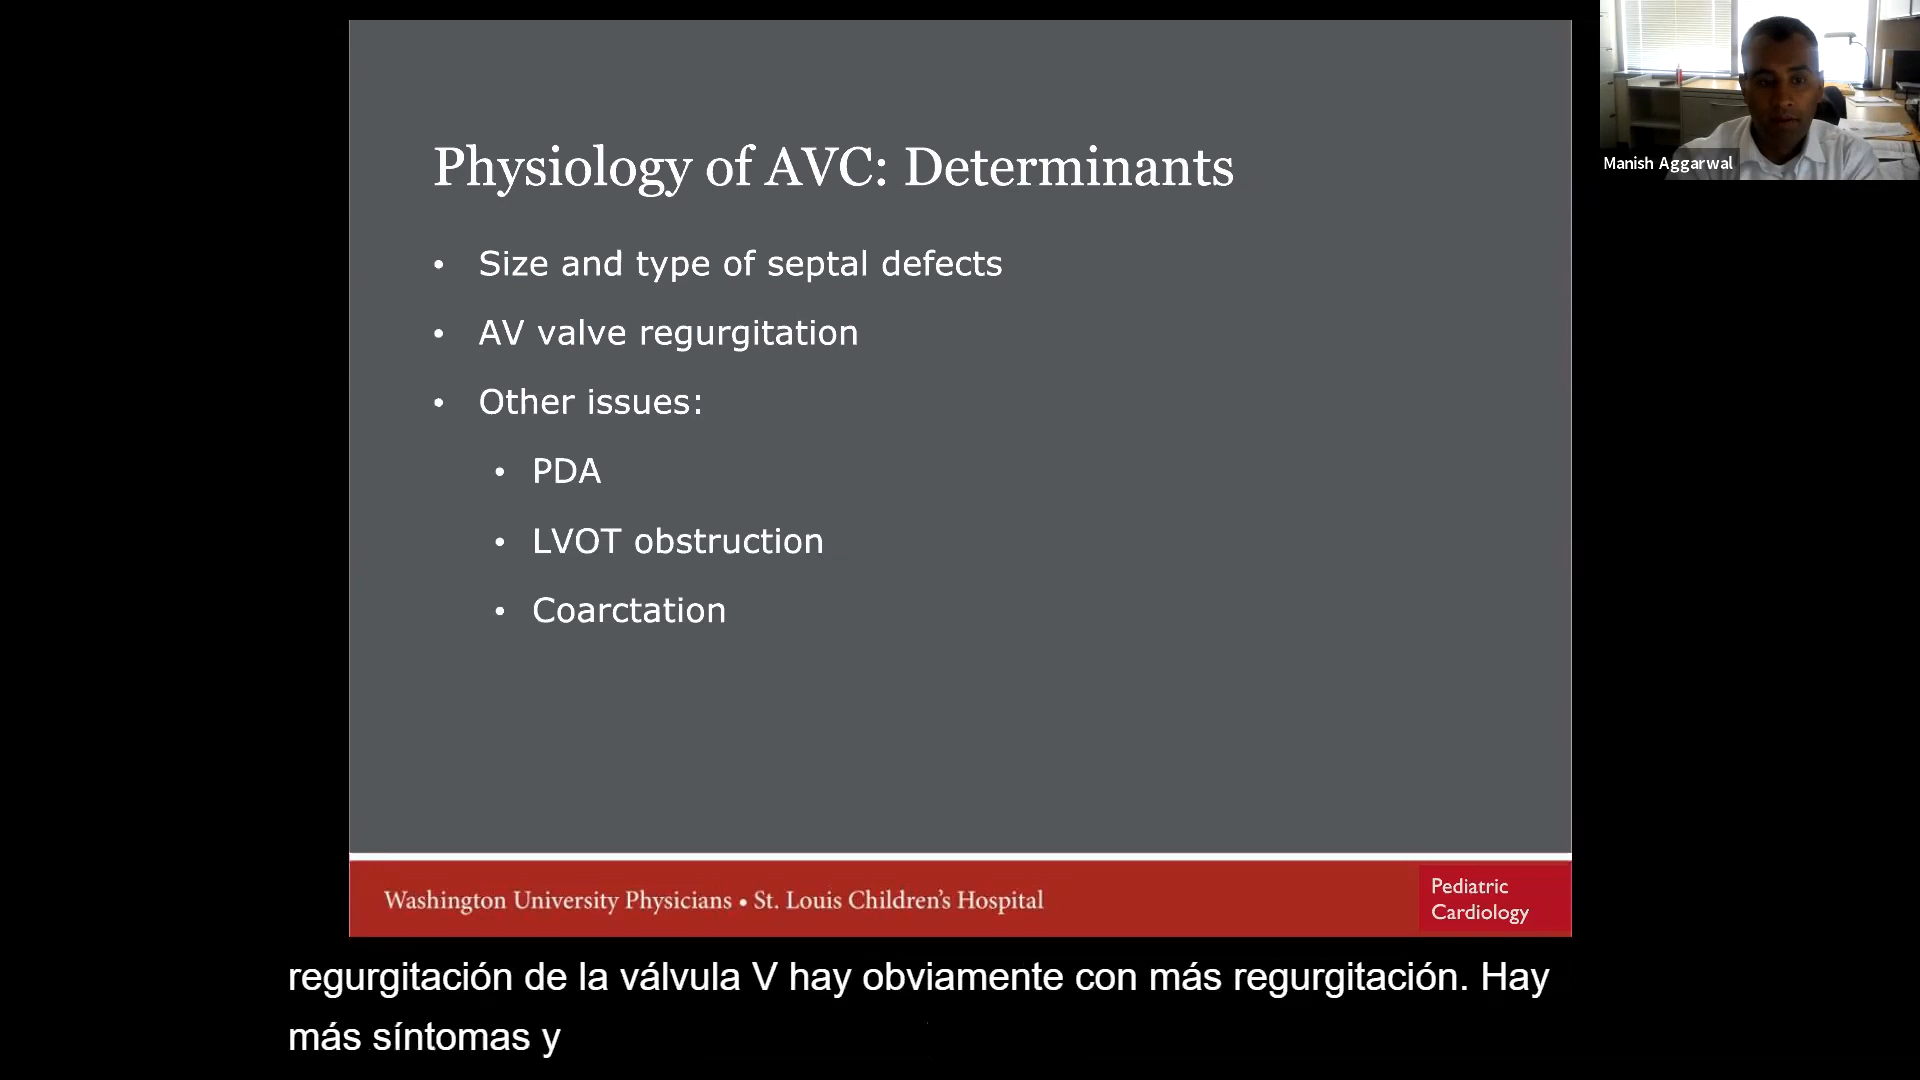 Physiology of AVC: Determinants
• Size and type of septal defects
• AV valve regurgitation
• Other issues:
• PDA
• LVOT obstruction
• Coarctation
Washington University Physicians • St. Louis Children's Hospital
Pediatric
Cardiology
Manish Aggarwal
regurgitación de la válvula V hay obviamente con más regurgitación. Hay
más síntomas y